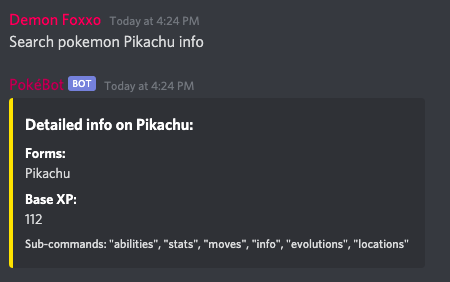 Demon Foxxo Today at 4:24 PM
Search pokemon Pikachu info
PokéBot BOT Today at 4:24 PM
Detailed info on Pikachu:
Forms:
Pikachu
Base XP:
112
Sub-commands: "abilities", "stats", "moves", "info", "evolutions", "locations"